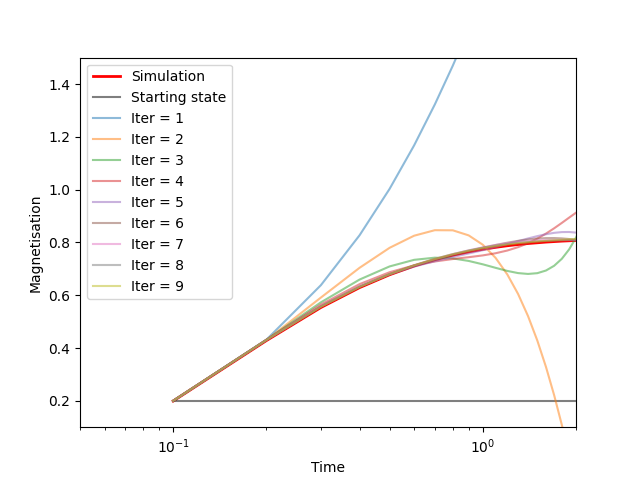 Simulation
Starting state
Iter = 1
Iter = 2
Iter = 3
Iter = 4
Iter = 5
Iter = 6
Iter = 7
Iter = 8
Iter = 9
1.4
1.2
1.0
0.8
0.6
0.4
0.2
Magnetisation
10⁻¹
10⁰
Time